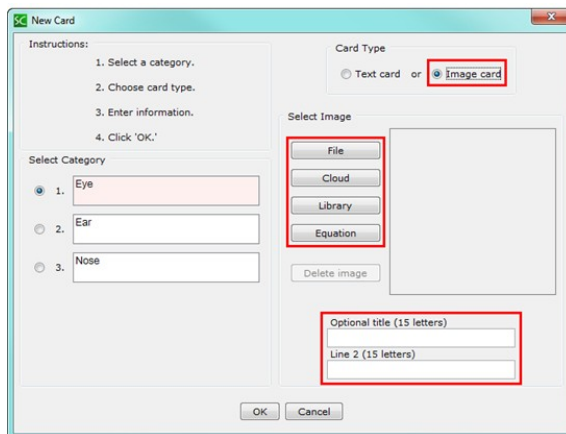 SC New Card
Instructions:
1. Select a category.
2. Choose card type.
3. Enter information.
4. Click 'OK.'
Card Type
Text card or Image card
Select Category
1. Eye
2. Ear
3. Nose
Select Image
File
Cloud
Library
Equation
Delete image
Optional title (15 letters)
Line 2 (15 letters)
OK Cancel